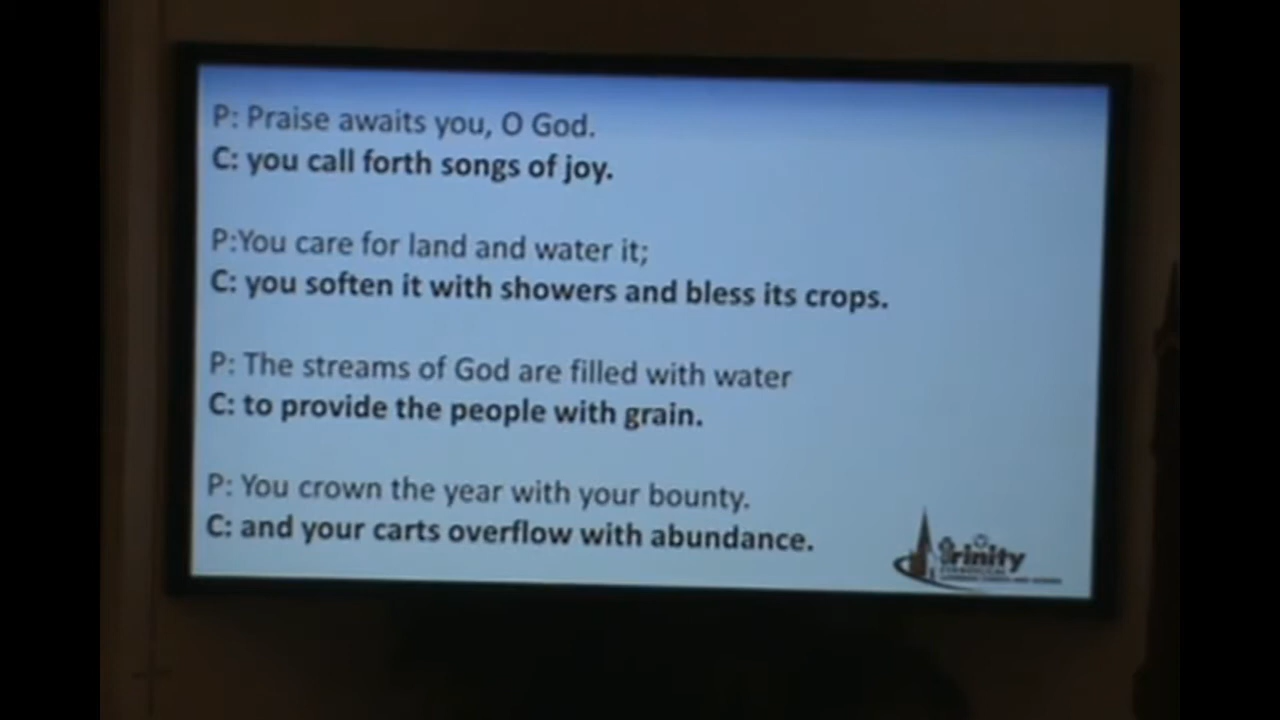 P: Praise awaits you, O God.
C: you call forth songs of joy.
P:You care for land and water it;
C: you soften it with showers and bless its crops.
P: The streams of God are filled with water
C: to provide the people with grain.
P: You crown the year with your bounty.
C: and your carts overflow with abundance.
Trinity